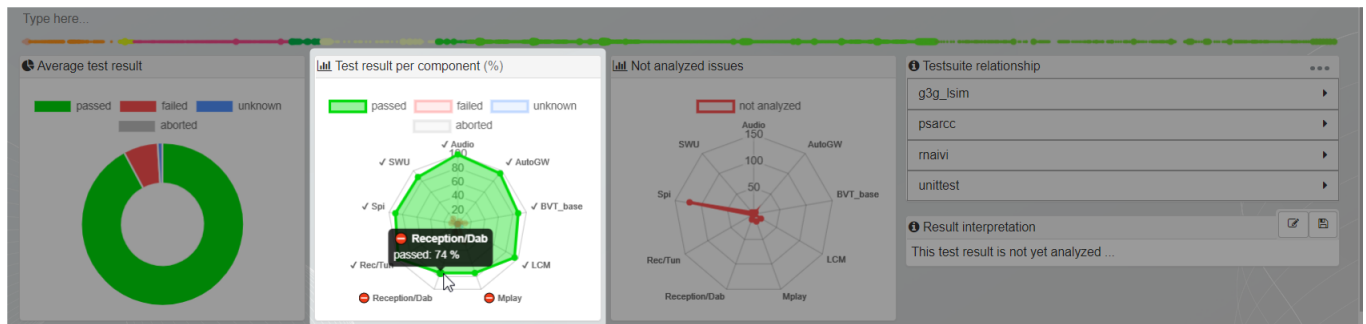 Type here...
Average test result
passed failed unknown
aborted
Test result per component (%)
passed failed unknown
aborted
✓ Audio
100
80
60
40
20
✓ SWU
✓ AutoGW
✓ Spi
✓ BVT_base
✓ Rec/Tun
✓ LCM
Reception/Dab
passed: 74 %
Reception/Dab
Mplay
Not analyzed issues
not analyzed
Audio
150
100
50
SWU
AutoGW
Spi
BVT_base
Rec/Tun
LCM
Reception/Dab
Mplay
Testsuite relationship
g3g_lsim
psarcc
rnaivi
unittest
Result interpretation
This test result is not yet analyzed ...